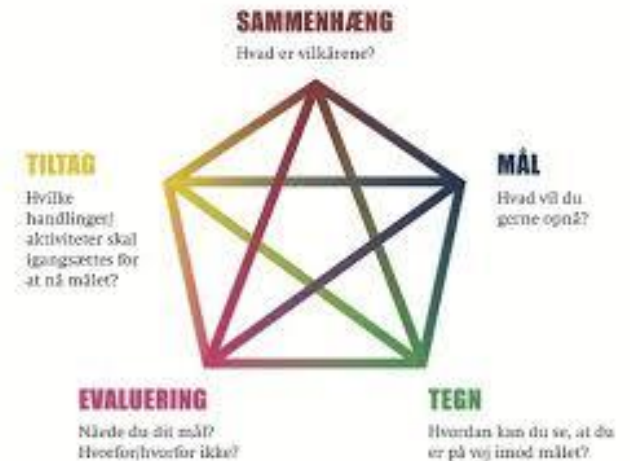 SAMMENHÆNG
Hvad er vilkårene?
TILTAG
Hvilke
handlinger/
aktiviteter skal
igangsættes for
at nå målet?
MÅL
Hvad vil du
gerne opnå?
EVALUERING
Nåede du dit mål?
Hvorfor/hvorfor ikke?
TEGN
Hvordan kan du se, at du
er på vej imod målet?